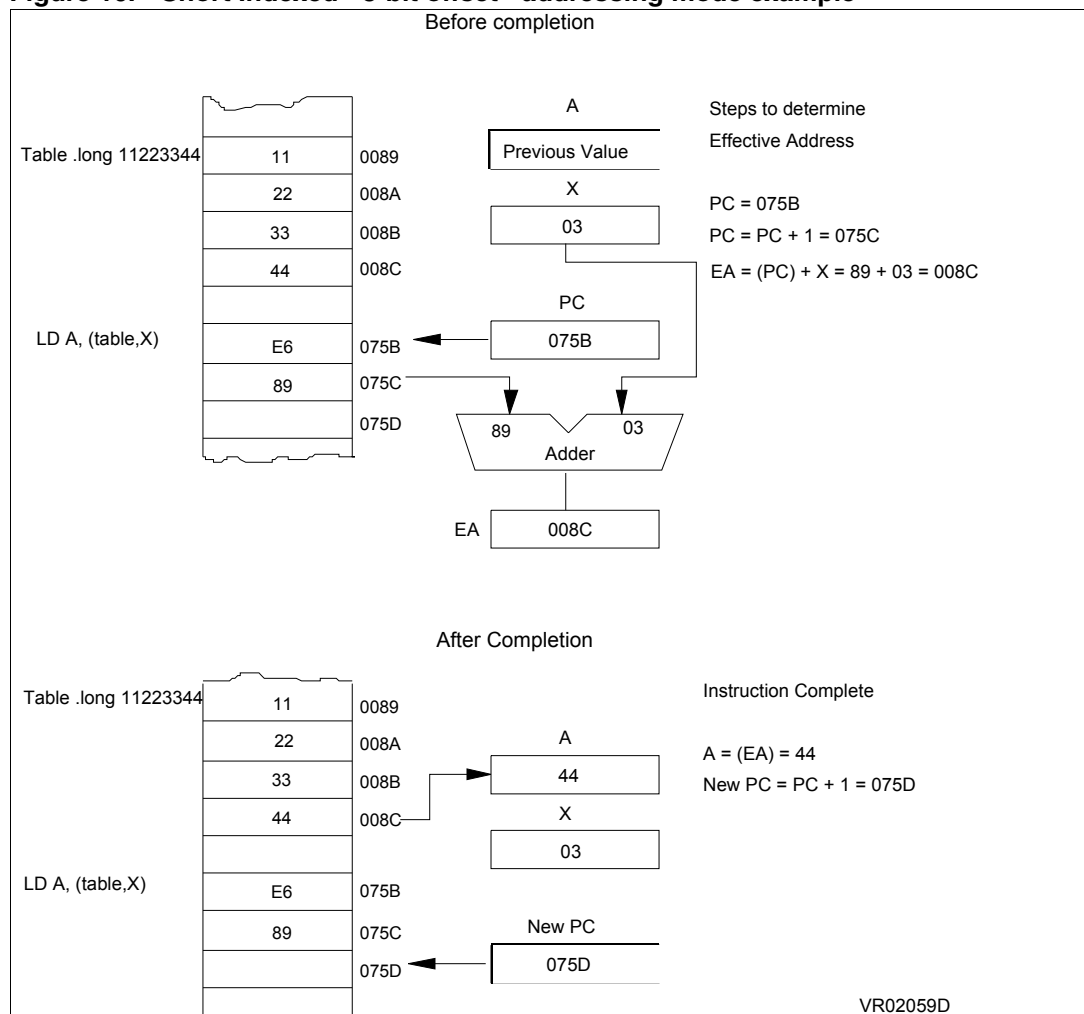 Before completion
A
Steps to determine
Effective Address
Table .long 11223344
11
0089
Previous Value
22
008A
X
PC = 075B
33
008B
03
PC = PC + 1 = 075C
44
008C
EA = (PC) + X = 89 + 03 = 008C
PC
LD A, (table,X)
E6
075B
075B
89
075C
075D
89
03
Adder
EA
008C
After Completion
Table .long 11223344
11
0089
Instruction Complete
22
008A
A
A = (EA) = 44
33
008B
44
New PC = PC + 1 = 075D
44
008C
X
03
LD A, (table,X)
E6
075B
89
075C
New PC
075D
075D
VR02059D